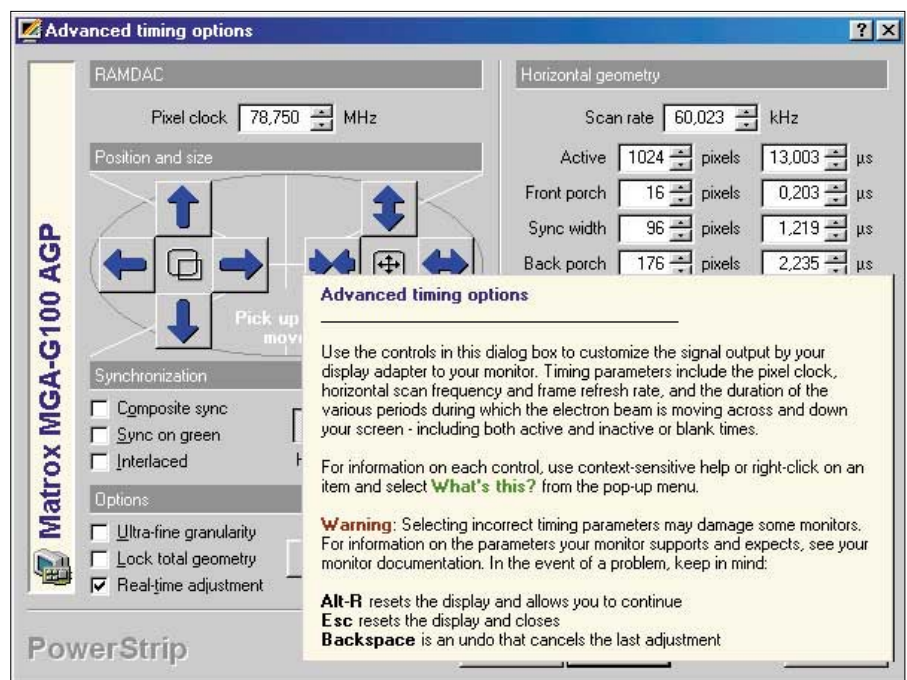 Advanced timing options
RAMDAC
Pixel clock 78,750 MHz
Position and size
Pick up
Synchronization
Composite sync
Sync on green
Interlaced
Options
Ultra-fine granularity
Lock total geometry
Real-time adjustment
Matrox MGA-G100 AGP
PowerStrip
Horizontal geometry
Scan rate 60,023 kHz
Active 1024 pixels 13,003 µs
Front porch 16 pixels 0,203 µs
Sync width 96 pixels 1,219 µs
Back porch 176 pixels 2,235 µs
Advanced timing options
Use the controls in this dialog box to customize the signal output by your
display adapter to your monitor. Timing parameters include the pixel clock,
horizontal scan frequency and frame refresh rate, and the duration of the
various periods during which the electron beam is moving across and down
your screen - including both active and inactive or blank times.
For information on each control, use context-sensitive help or right-click on an
item and select What's this? from the pop-up menu.
Warning: Selecting incorrect timing parameters may damage some monitors.
For information on the parameters your monitor supports and expects, see your
monitor documentation. In the event of a problem, keep in mind:
Alt-R resets the display and allows you to continue
Esc resets the display and closes
Backspace is an undo that cancels the last adjustment